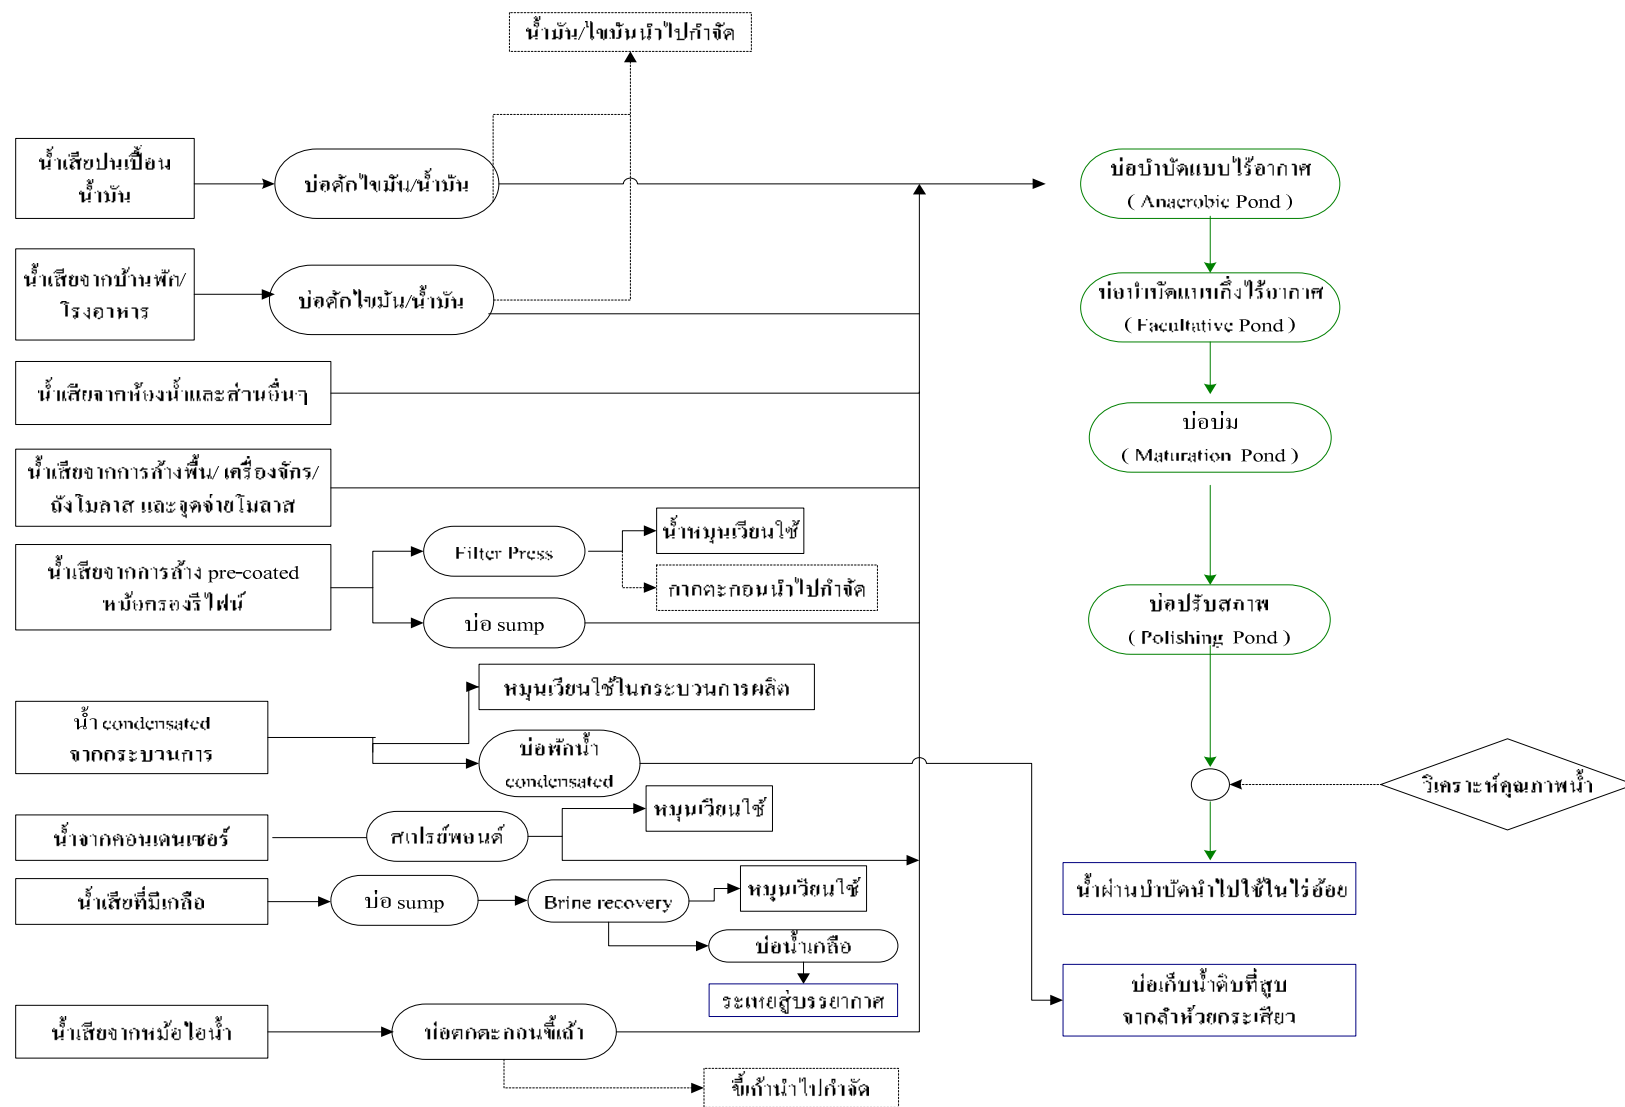 น้ำมัน/ไขมันนำไปกำจัด
น้ำเสียปนเปื้อน
น้ำมัน
บ่อดักไขมัน/น้ำมัน
บ่อบำบัดแบบไร้อากาศ
( Anaerobic Pond )
น้ำเสียจากบ้านพัก/
โรงอาหาร
บ่อดักไขมัน/น้ำมัน
บ่อบำบัดแบบกึ่งไร้อากาศ
( Facultative Pond )
น้ำเสียจากห้องน้ำและส่วนอื่นๆ
บ่อบ่ม
( Maturation Pond )
น้ำเสียจากการล้างพื้น/ เครื่องจักร/
ถังโมลาส และจุดจ่ายโมลาส
น้ำเสียจากการล้าง pre-coated
หม้อกรองรีไฟน์
Filter Press
น้ำหมุนเวียนใช้
กากตะกอนนำไปกำจัด
บ่อ sump
บ่อปรับสภาพ
( Polishing Pond )
น้ำ condensated
จากกระบวนการ
หมุนเวียนใช้ในกระบวนการผลิต
บ่อพักน้ำ
condensated
วิเคราะห์คุณภาพน้ำ
น้ำจากคอนเดนเซอร์
สเปรย์พอนด์
หมุนเวียนใช้
น้ำเสียที่มีเกลือ
บ่อ sump
Brine recovery
หมุนเวียนใช้
บ่อน้ำเกลือ
ระเหยสู่บรรยากาศ
น้ำผ่านบำบัดนำไปใช้ในไร่อ้อย
บ่อเก็บน้ำดิบที่สูบ
จากลำห้วยกระเสียว
น้ำเสียจากหม้อไอน้ำ
บ่อตกตะกอนขี้เถ้า
ขี้เถ้านำไปกำจัด